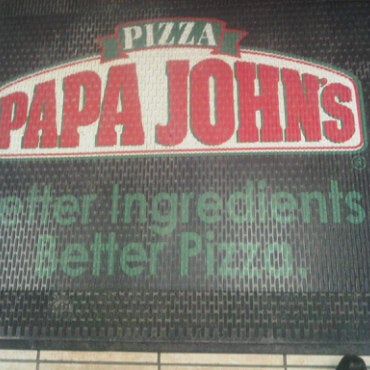 PIZZA
PAPA JOHN'S
®
etter Ingredients
Better Pizza.